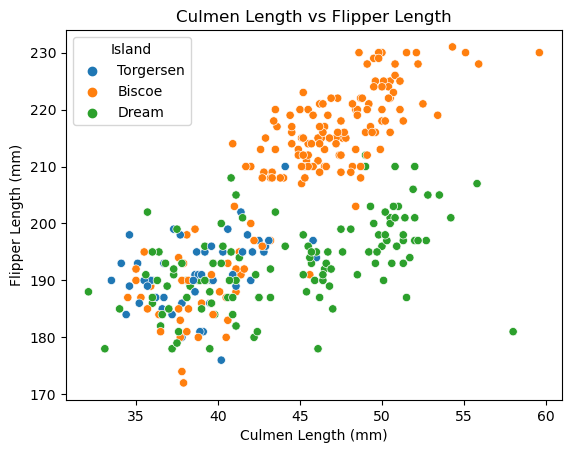 Culmen Length vs Flipper Length
Island
Torgersen
Biscoe
Dream
230
220
210
200
190
180
170
Flipper Length (mm)
35 40 45 50 55 60
Culmen Length (mm)